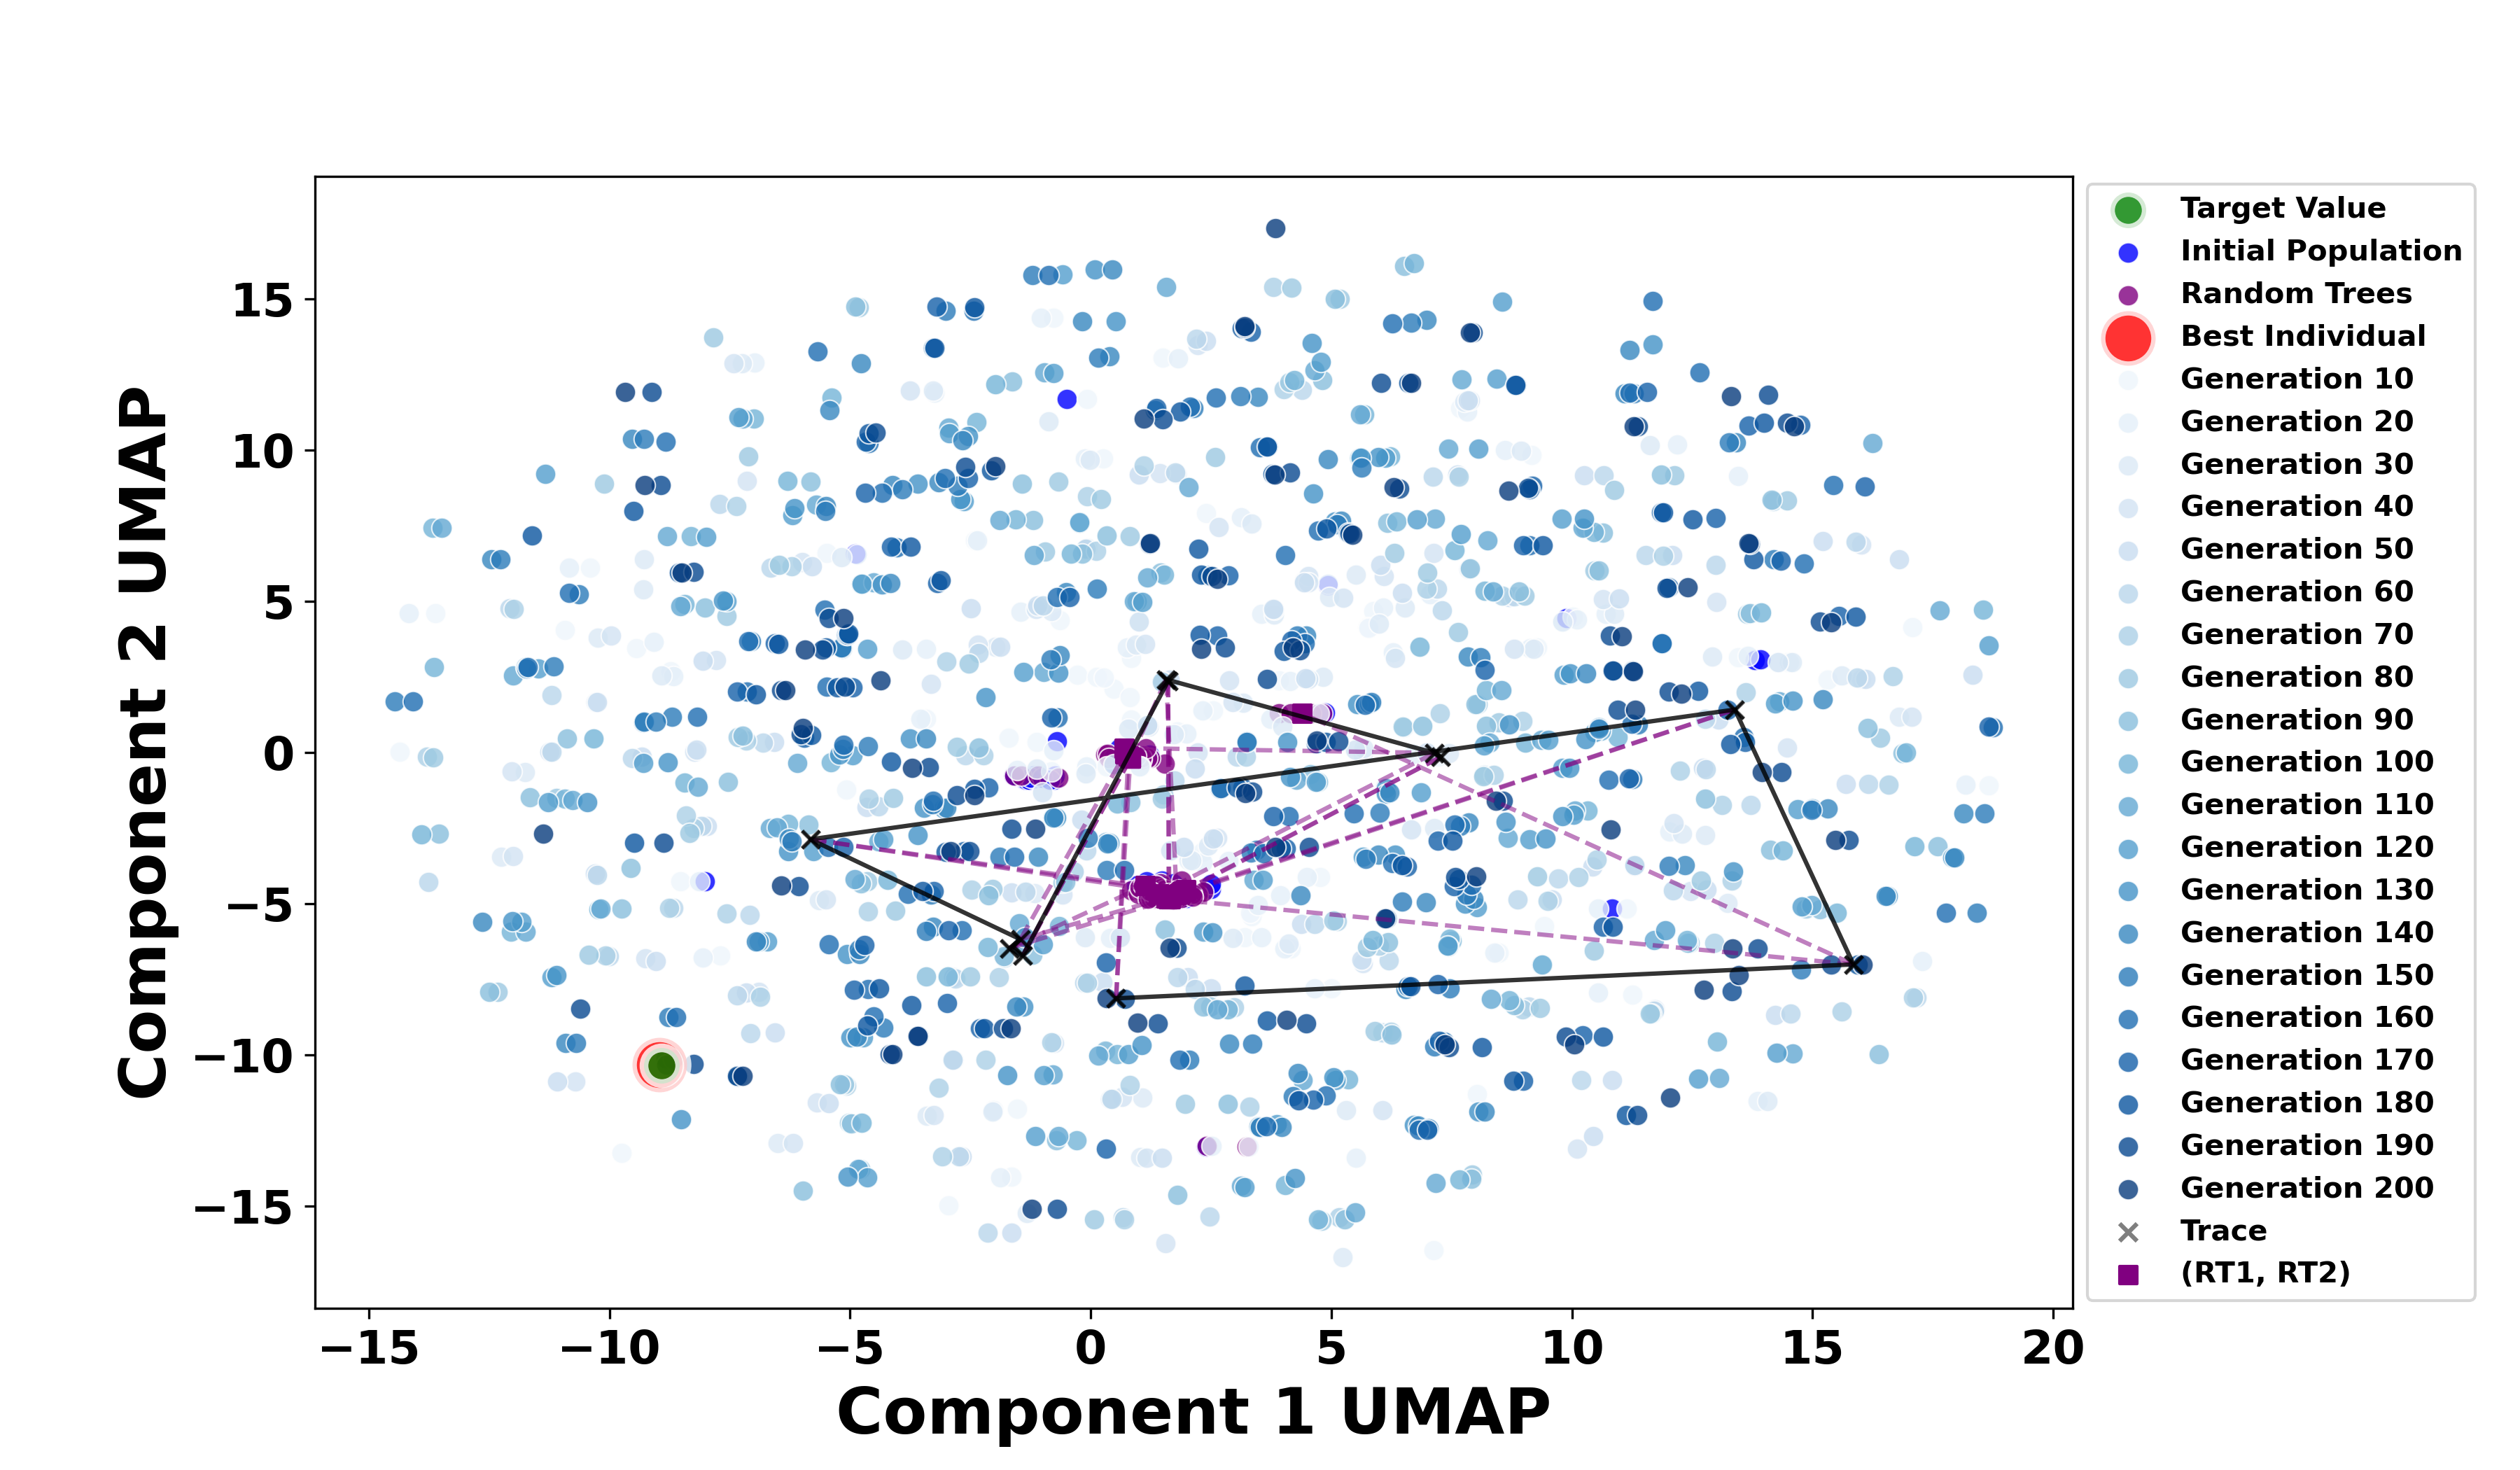 Component 2 UMAP
15
10
5
0
−5
−10
−15
−15 −10 −5 0 5 10 15 20
Component 1 UMAP
Target Value
Initial Population
Random Trees
Best Individual
Generation 10
Generation 20
Generation 30
Generation 40
Generation 50
Generation 60
Generation 70
Generation 80
Generation 90
Generation 100
Generation 110
Generation 120
Generation 130
Generation 140
Generation 150
Generation 160
Generation 170
Generation 180
Generation 190
Generation 200
Trace
(RT1, RT2)